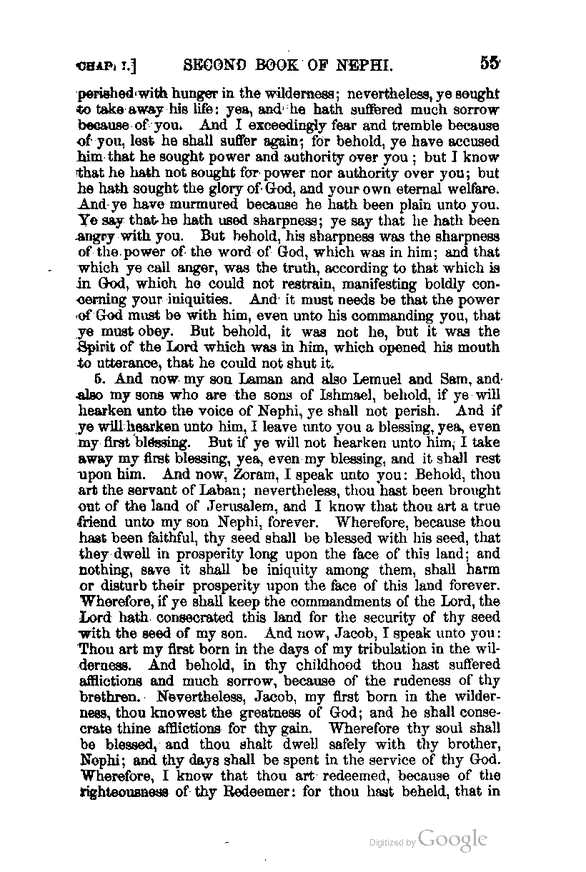 CHAP. I.] SECOND BOOK OF NEPHI. 55
perished with hunger in the wilderness; nevertheless, ye sought
to take away his life: yea, and he hath suffered much sorrow
because of you. And I exceedingly fear and tremble because
of you, lest he shall suffer again; for behold, ye have accused
him that he sought power and authority over you; but I know
that he hath not sought for power nor authority over you; but
he hath sought the glory of God, and your own eternal welfare.
And ye have murmured because he hath been plain unto you.
Ye say that he hath used sharpness; ye say that he hath been
angry with you. But behold, his sharpness was the sharpness
of the power of the word of God, which was in him; and that
which ye call anger, was the truth, according to that which is
in God, which he could not restrain, manifesting boldly con-
cerning your iniquities. And it must needs be that the power
of God must be with him, even unto his commanding you, that
ye must obey. But behold, it was not he, but it was the
Spirit of the Lord which was in him, which opened his mouth
to utterance, that he could not shut it.
5. And now my son Laman and also Lemuel and Sam, and
also my sons who are the sons of Ishmael, behold, if ye will
hearken unto the voice of Nephi, ye shall not perish. And if
ye will hearken unto him, I leave unto you a blessing, yea, even
my first blessing. But if ye will not hearken unto him, I take
away my first blessing, yea, even my blessing, and it shall rest
upon him. And now, Zoram, I speak unto you: Behold, thou
art the servant of Laban; nevertheless, thou hast been brought
out of the land of Jerusalem, and I know that thou art a true
friend unto my son Nephi, forever. Wherefore, because thou
hast been faithful, thy seed shall be blessed with his seed, that
they dwell in prosperity long upon the face of this land; and
nothing, save it shall be iniquity among them, shall harm
or disturb their prosperity upon the face of this land forever.
Wherefore, if ye shall keep the commandments of the Lord, the
Lord hath consecrated this land for the security of thy seed
with the seed of my son. And now, Jacob, I speak unto you:
Thou art my first born in the days of my tribulation in the wil-
derness. And behold, in thy childhood thou hast suffered
afflictions and much sorrow, because of the rudeness of thy
brethren. Nevertheless, Jacob, my first born in the wilder-
ness, thou knowest the greatness of God; and he shall conse-
crate thine afflictions for thy gain. Wherefore thy soul shall
be blessed, and thou shalt dwell safely with thy brother,
Nephi; and thy days shall be spent in the service of thy God.
Wherefore, I know that thou art redeemed, because of the
righteousness of thy Redeemer: for thou hast beheld, that in
Digitized by Google